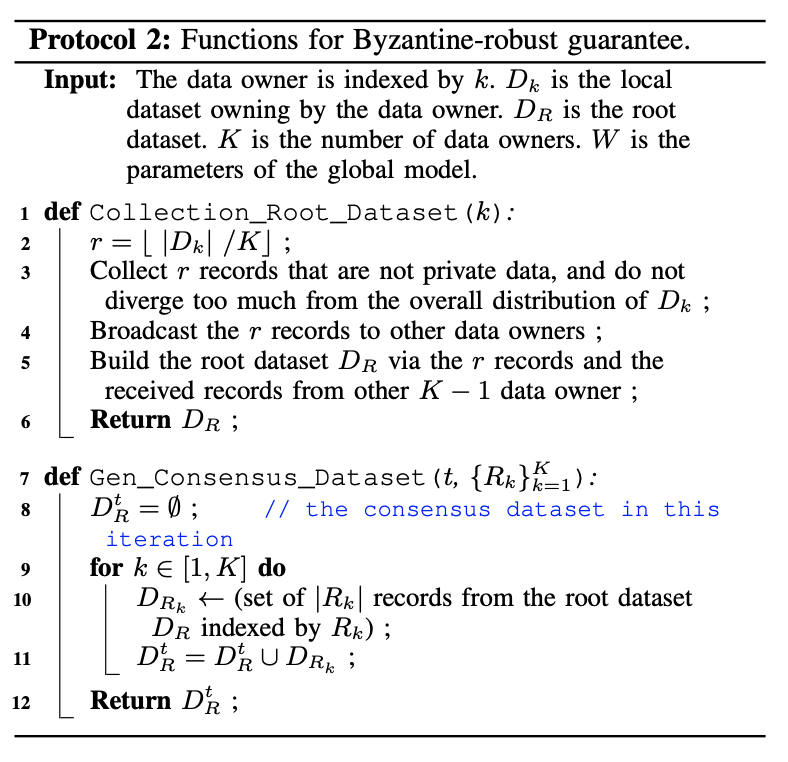 Protocol 2: Functions for Byzantine-robust guarantee.
Input: The data owner is indexed by k. D_k is the local
dataset owning by the data owner. D_R is the root
dataset. K is the number of data owners. W is the
parameters of the global model.
1 def Collection_Root_Dataset(k):
2 r = ⌊ |D_k| /K⌋ ;
3 Collect r records that are not private data, and do not
diverge too much from the overall distribution of D_k ;
4 Broadcast the r records to other data owners ;
5 Build the root dataset D_R via the r records and the
received records from other K − 1 data owner ;
6 Return D_R ;
7 def Gen_Consensus_Dataset(t, {R_k}_{k=1}^K):
8 D_R^t = ∅ ; // the consensus dataset in this
iteration
9 for k ∈ [1, K] do
10 D_{R_k} ← (set of |R_k| records from the root dataset
D_R indexed by R_k) ;
11 D_R^t = D_R^t ∪ D_{R_k} ;
12 Return D_R^t ;